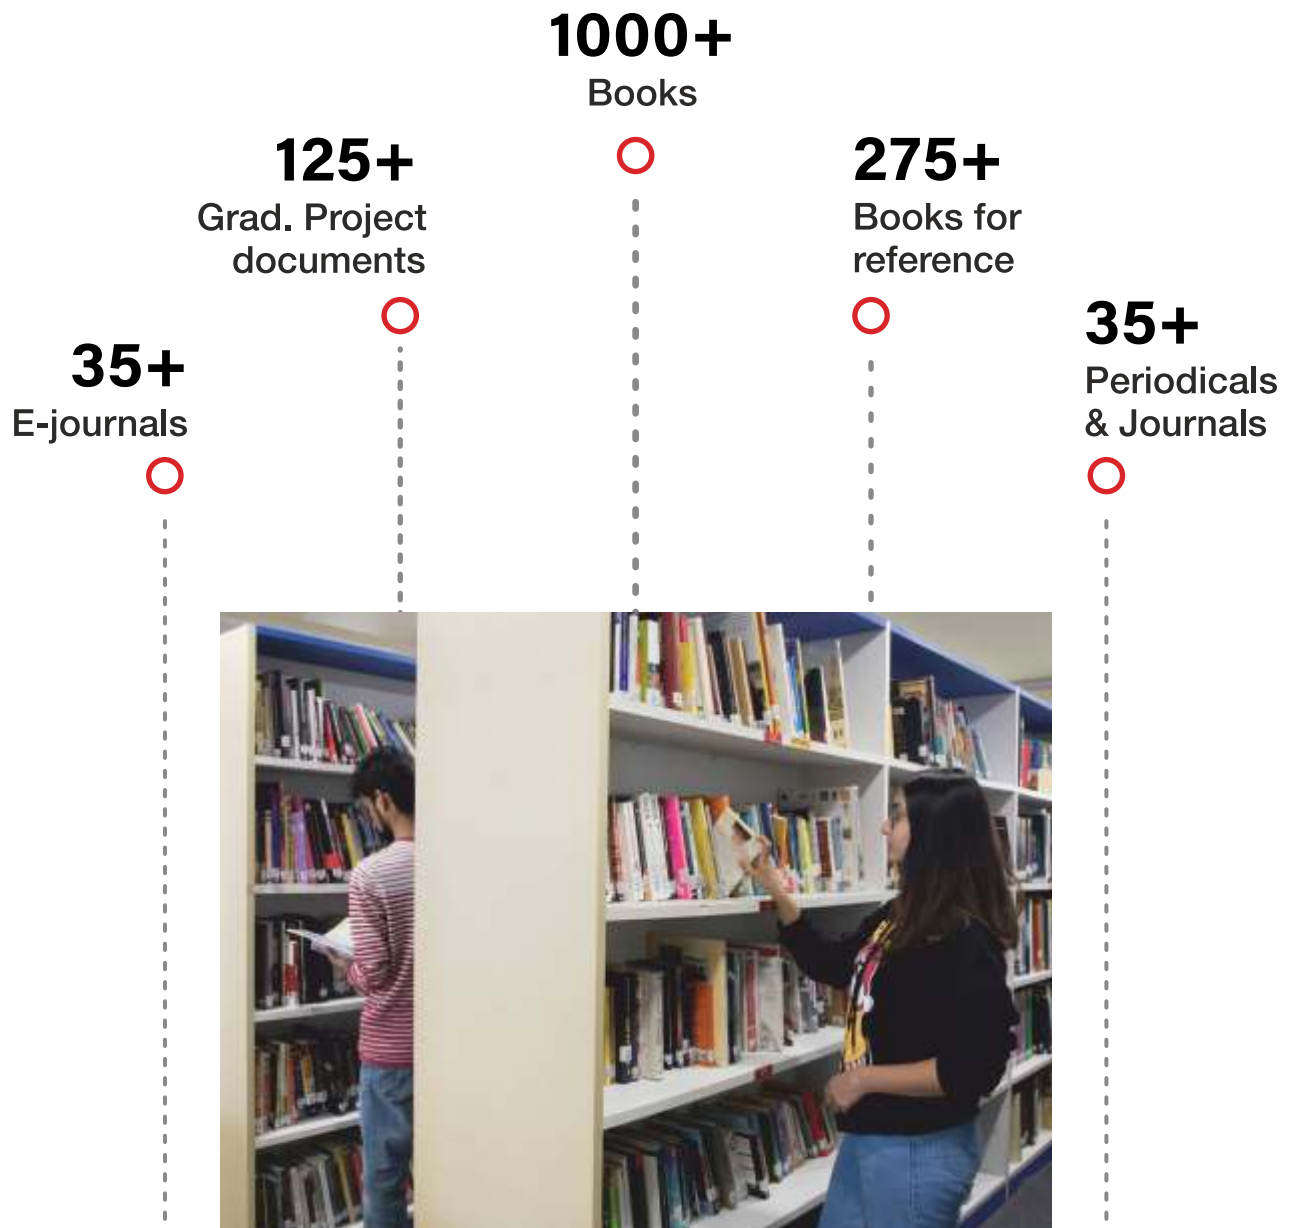 1000+
Books
125+
Grad. Project
documents
275+
Books for
reference
35+
E-journals
35+
Periodicals
& Journals